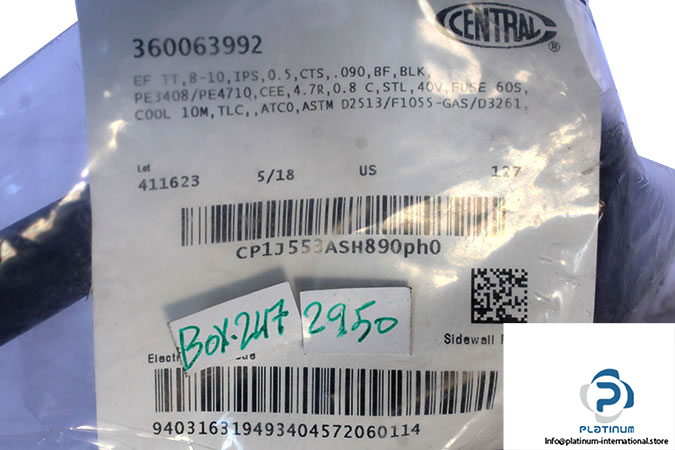 CENTRAL®
360063992
EF TT,8-10,IPS,0.5,CTS,.090,BF,BLK,
PE3408/PE4710,CEE,4.7R,0.8 C,STL,40V,FUSE 60S,
COOL 10M,TLC,,ATCO,ASTM D2513/F1055-GAS/D3261,
Lot
411623 5/18 US 127
CP1J553ASH890ph0
BOX.247 2950
Sidewall
940316319493404572060114
PLATINUM
Info@platinum-international.store